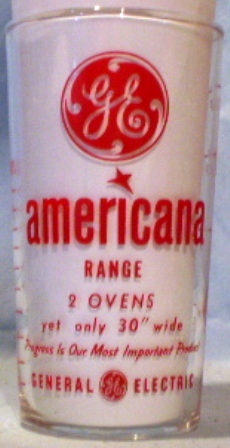 GE
americana
RANGE
2 OVENS
yet only 30" wide
Progress is Our Most Important Product
GENERAL GE ELECTRIC